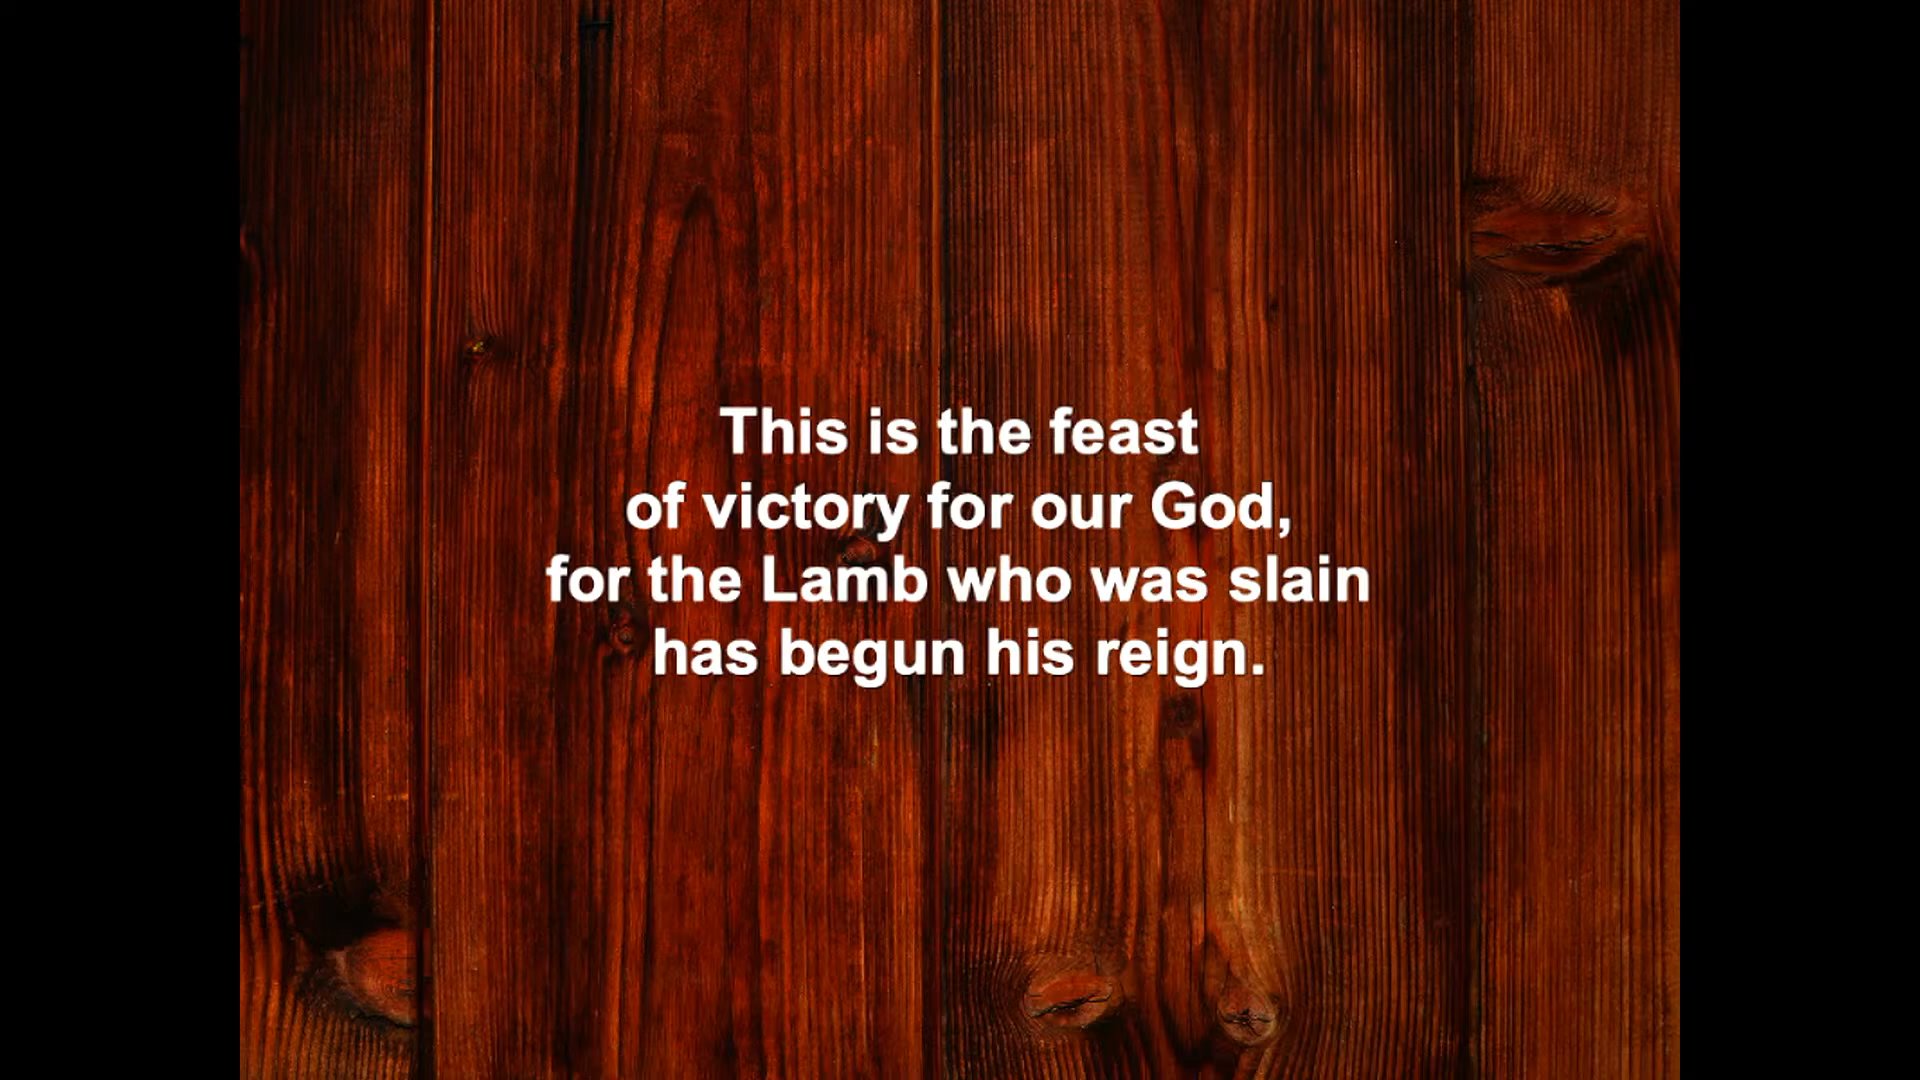 This is the feast
of victory for our God,
for the Lamb who was slain
has begun his reign.